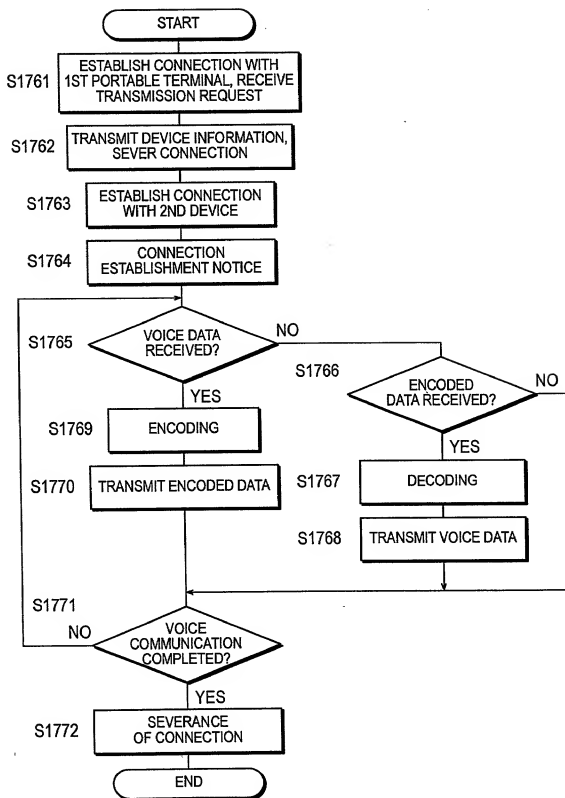 START
S1761
ESTABLISH CONNECTION WITH
1ST PORTABLE TERMINAL, RECEIVE
TRANSMISSION REQUEST
S1762
TRANSMIT DEVICE INFORMATION,
SEVER CONNECTION
S1763
ESTABLISH CONNECTION
WITH 2ND DEVICE
S1764
CONNECTION
ESTABLISHMENT NOTICE
S1765
VOICE DATA
RECEIVED?
NO
S1766
ENCODED
DATA RECEIVED?
NO
YES
YES
S1769
ENCODING
S1767
DECODING
S1770
TRANSMIT ENCODED DATA
S1768
TRANSMIT VOICE DATA
S1771
NO
VOICE
COMMUNICATION
COMPLETED?
YES
S1772
SEVERANCE
OF CONNECTION
END